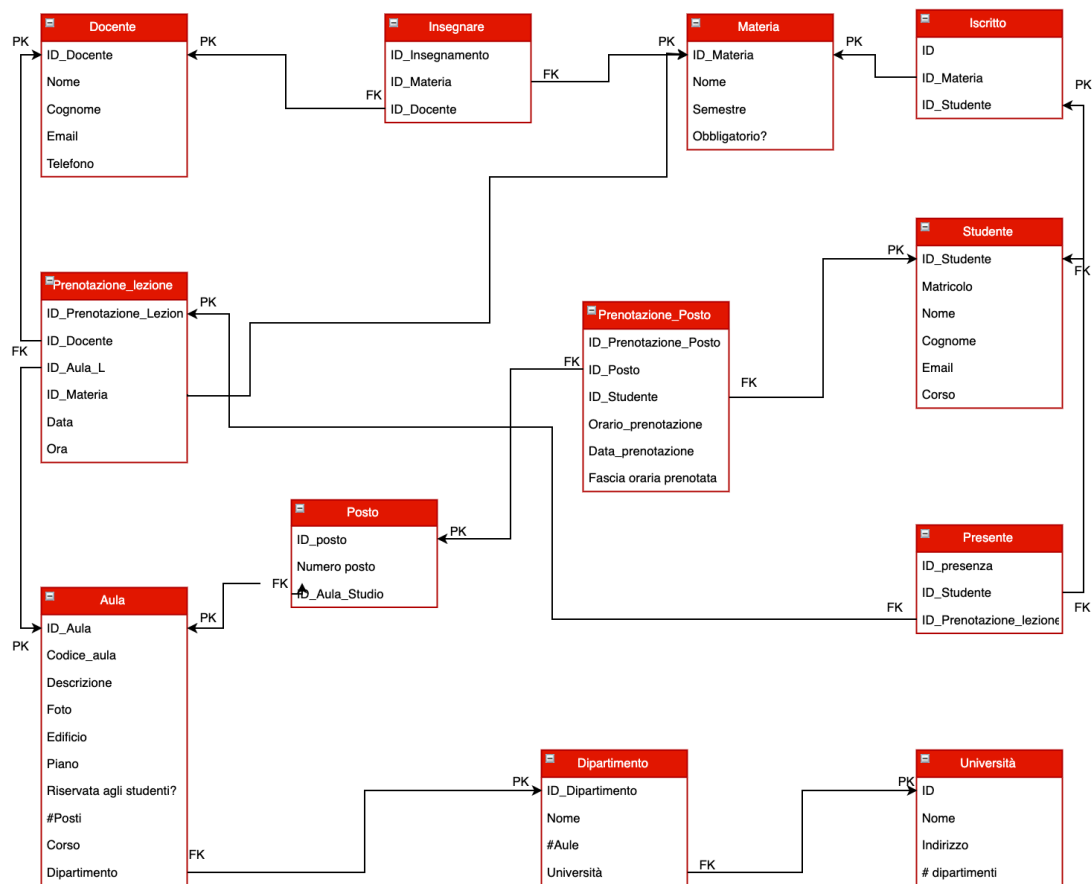 Docente
ID_Docente
Nome
Cognome
Email
Telefono
PK
PK
Insegnare
ID_Insegnamento
ID_Materia
ID_Docente
FK
FK
PK
Materia
ID_Materia
Nome
Semestre
Obbligatorio?
PK
Iscritto
ID
ID_Materia
ID_Studente
FK
PK
Studente
ID_Studente
Matricolo
Nome
Cognome
Email
Corso
PK
FK
Prenotazione_lezione
ID_Prenotazione_Lezion
ID_Docente
ID_Aula_L
ID_Materia
Data
Ora
PK
FK
Prenotazione_Posto
ID_Prenotazione_Posto
ID_Posto
ID_Studente
Orario_prenotazione
Data_prenotazione
Fascia oraria prenotata
FK
FK
Posto
ID_posto
Numero posto
ID_Aula_Studio
PK
FK
Presente
ID_presenza
ID_Studente
ID_Prenotazione_lezione
FK
FK
Aula
ID_Aula
Codice_aula
Descrizione
Foto
Edificio
Piano
Riservata agli studenti?
#Posti
Corso
Dipartimento
PK
PK
FK
Dipartimento
ID_Dipartimento
Nome
#Aule
Università
PK
FK
Università
ID
Nome
Indirizzo
# dipartimenti
PK